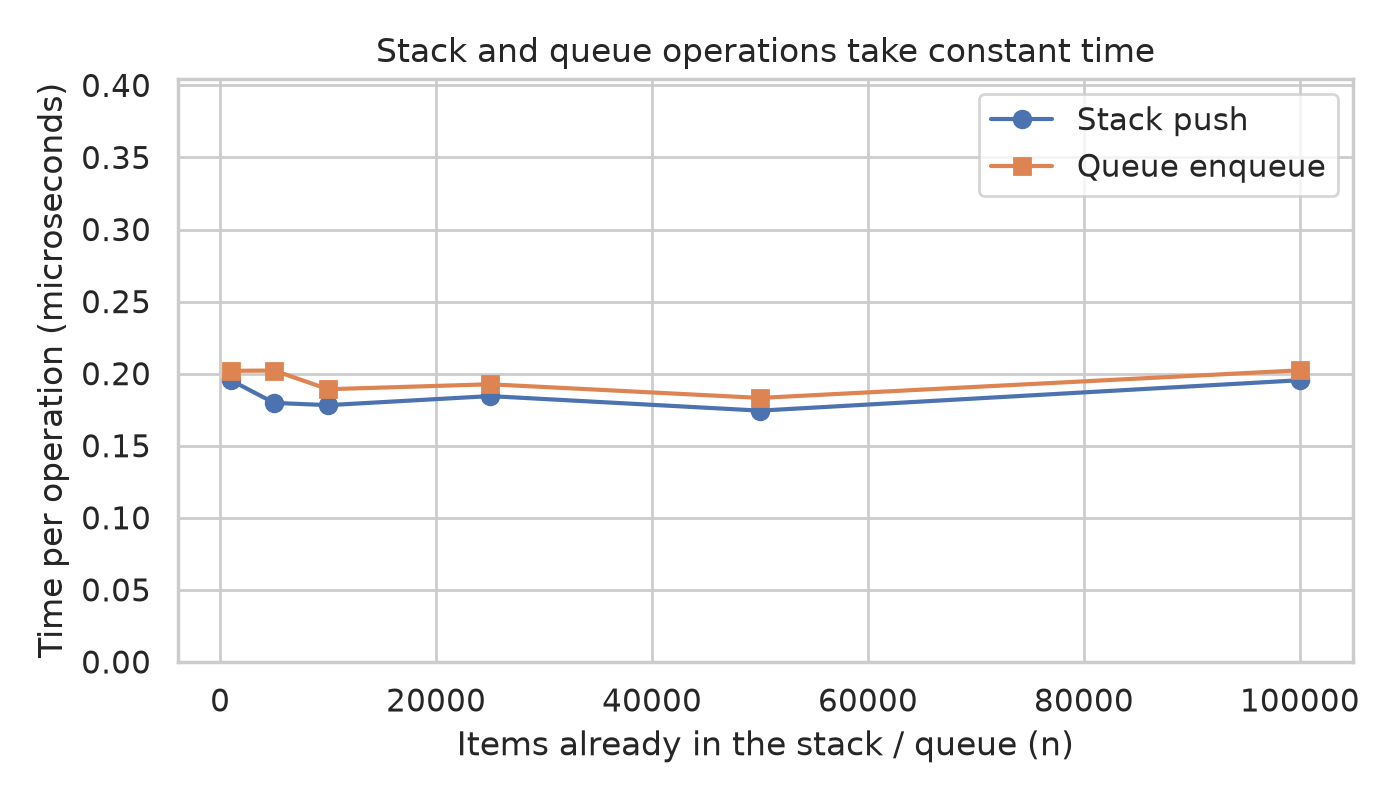 Stack and queue operations take constant time
Time per operation (microseconds)
0.40
0.35
0.30
0.25
0.20
0.15
0.10
0.05
0.00
Stack push
Queue enqueue
0 20000 40000 60000 80000 100000
Items already in the stack / queue (n)